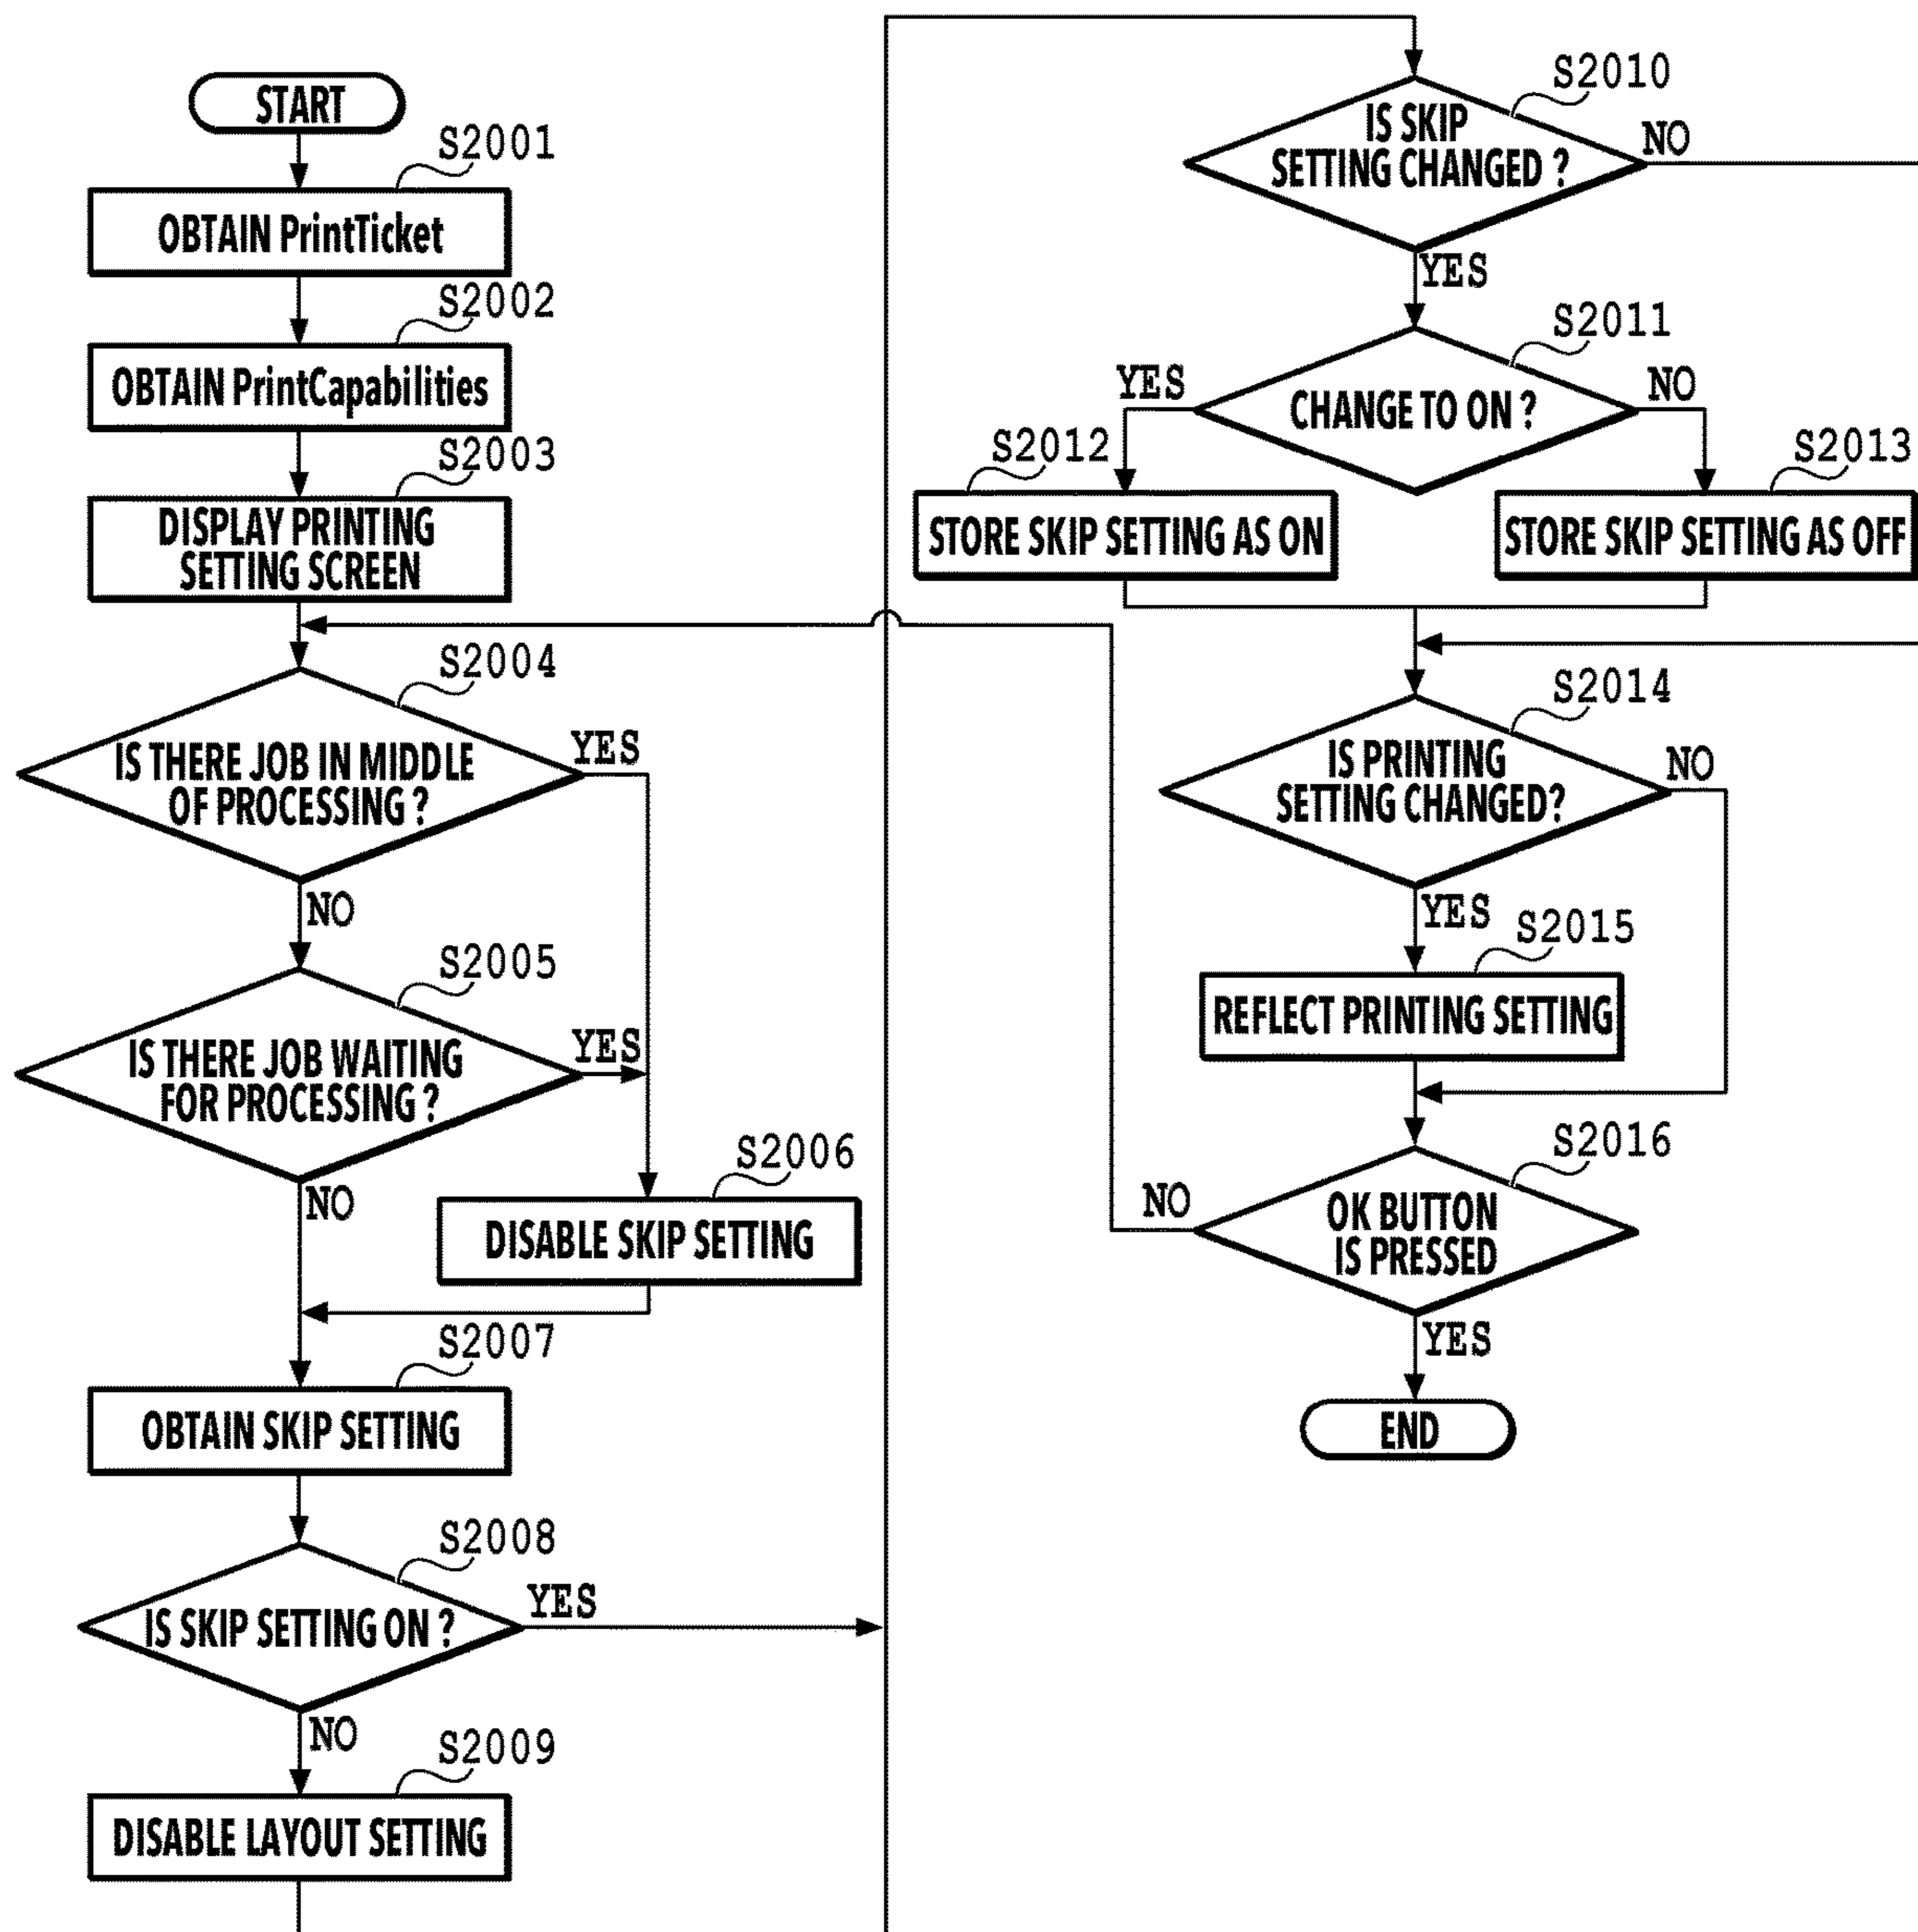 START
S2001
OBTAIN PrintTicket
S2002
OBTAIN PrintCapabilities
S2003
DISPLAY PRINTING
SETTING SCREEN
S2004
IS THERE JOB IN MIDDLE
OF PROCESSING ?
YES
NO
S2005
IS THERE JOB WAITING
FOR PROCESSING ?
YES
NO
S2006
DISABLE SKIP SETTING
S2007
OBTAIN SKIP SETTING
S2008
IS SKIP SETTING ON ?
YES
NO
S2009
DISABLE LAYOUT SETTING
S2010
IS SKIP
SETTING CHANGED ?
NO
YES
S2011
CHANGE TO ON ?
YES
NO
S2012
STORE SKIP SETTING AS ON
S2013
STORE SKIP SETTING AS OFF
S2014
IS PRINTING
SETTING CHANGED?
NO
YES
S2015
REFLECT PRINTING SETTING
S2016
OK BUTTON
IS PRESSED
NO
YES
END